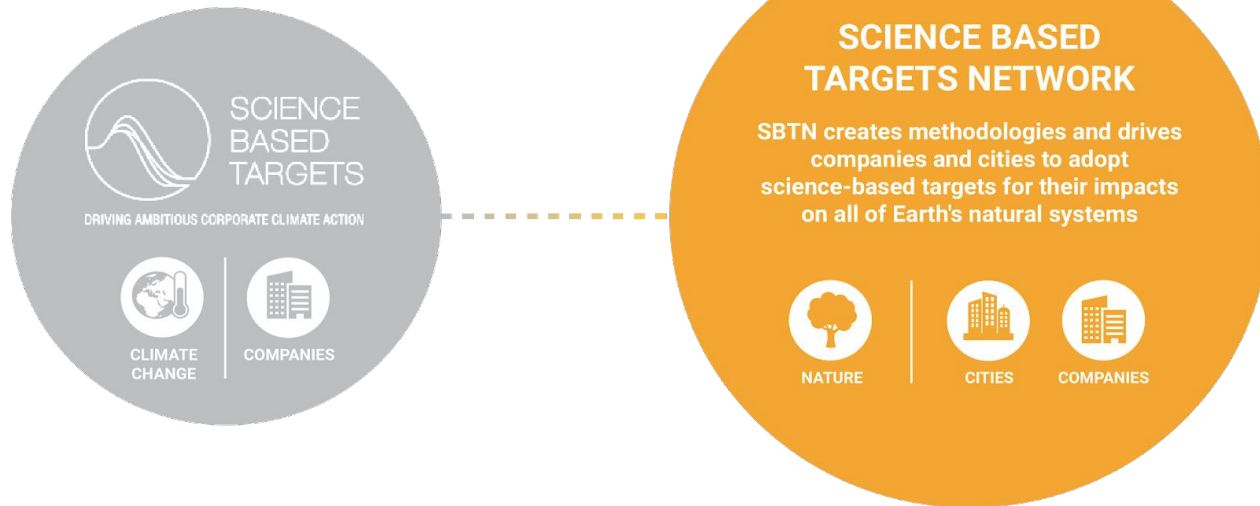 SCIENCE
BASED
TARGETS
DRIVING AMBITIOUS CORPORATE CLIMATE ACTION
CLIMATE
CHANGE
COMPANIES
SCIENCE BASED
TARGETS NETWORK
SBTN creates methodologies and drives
companies and cities to adopt
science-based targets for their impacts
on all of Earth's natural systems
NATURE
CITIES
COMPANIES